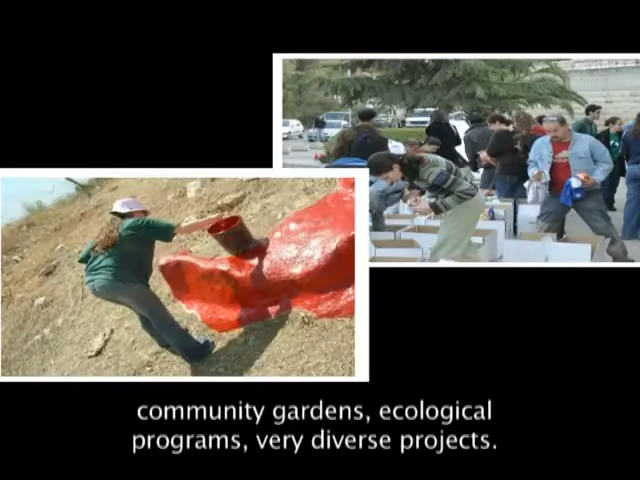 community gardens, ecological
programs, very diverse projects.